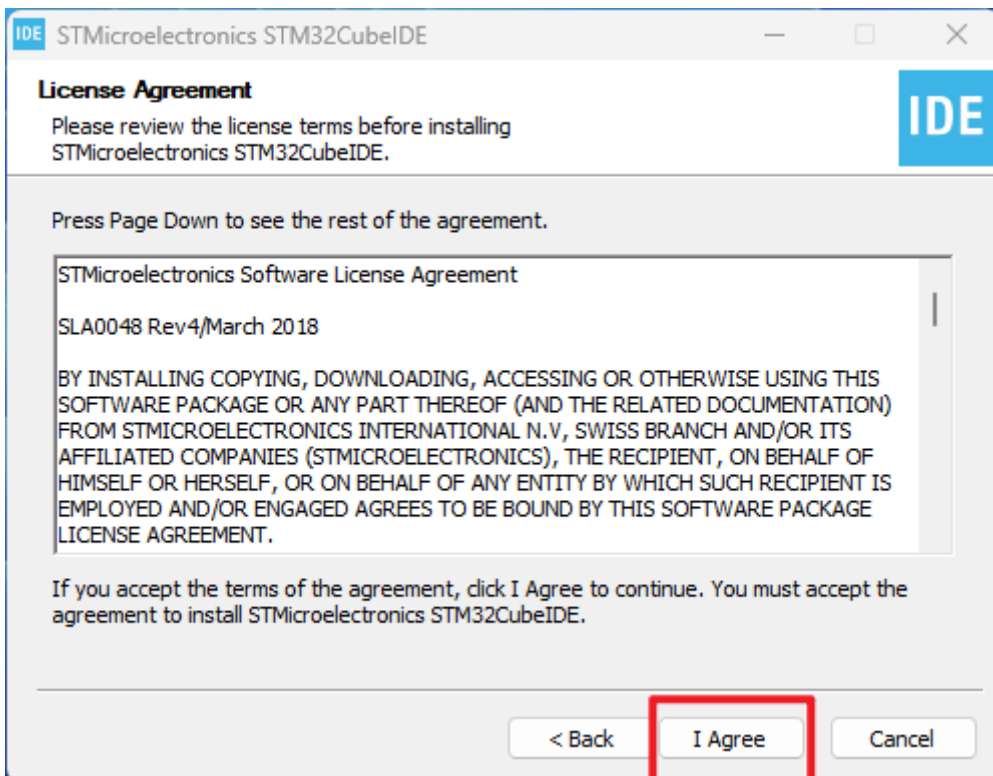 IDE STMicroelectronics STM32CubeIDE
License Agreement
Please review the license terms before installing
STMicroelectronics STM32CubeIDE.
IDE
Press Page Down to see the rest of the agreement.
STMicroelectronics Software License Agreement
SLA0048 Rev4/March 2018
BY INSTALLING COPYING, DOWNLOADING, ACCESSING OR OTHERWISE USING THIS
SOFTWARE PACKAGE OR ANY PART THEREOF (AND THE RELATED DOCUMENTATION)
FROM STMICROELECTRONICS INTERNATIONAL N.V, SWISS BRANCH AND/OR ITS
AFFILIATED COMPANIES (STMICROELECTRONICS), THE RECIPIENT, ON BEHALF OF
HIMSELF OR HERSELF, OR ON BEHALF OF ANY ENTITY BY WHICH SUCH RECIPIENT IS
EMPLOYED AND/OR ENGAGED AGREES TO BE BOUND BY THIS SOFTWARE PACKAGE
LICENSE AGREEMENT.
If you accept the terms of the agreement, click I Agree to continue. You must accept the
agreement to install STMicroelectronics STM32CubeIDE.
< Back I Agree Cancel